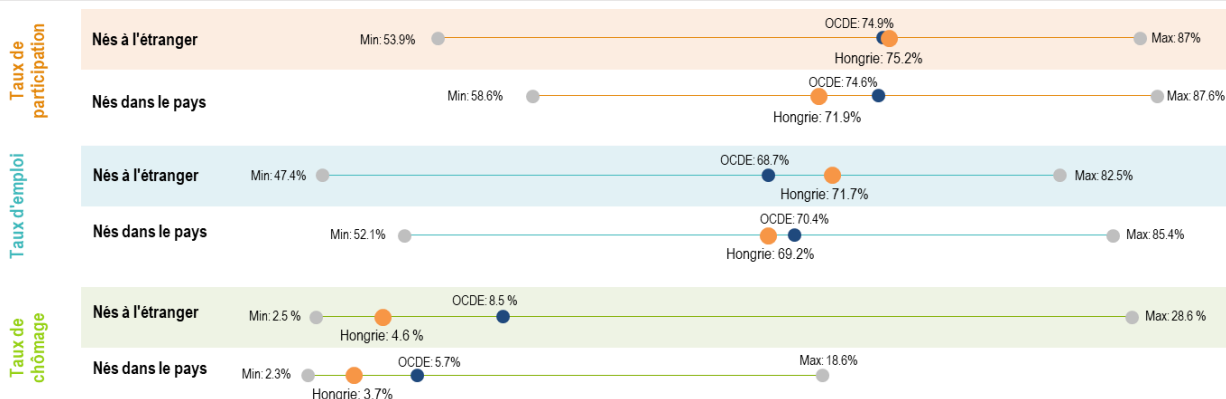 Taux de
participation
Nés à l'étranger
Min: 53.9%
OCDE: 74.9%
Hongrie: 75.2%
Max: 87%
Nés dans le pays
Min: 58.6%
OCDE: 74.6%
Hongrie: 71.9%
Max: 87.6%
Taux d'emploi
Nés à l'étranger
Min: 47.4%
OCDE: 68.7%
Hongrie: 71.7%
Max: 82.5%
Nés dans le pays
Min: 52.1%
OCDE: 70.4%
Hongrie: 69.2%
Max: 85.4%
Taux de
chômage
Nés à l'étranger
Min: 2.5 %
OCDE: 8.5 %
Hongrie: 4.6 %
Max: 28.6 %
Nés dans le pays
Min: 2.3%
OCDE: 5.7%
Hongrie: 3.7%
Max: 18.6%